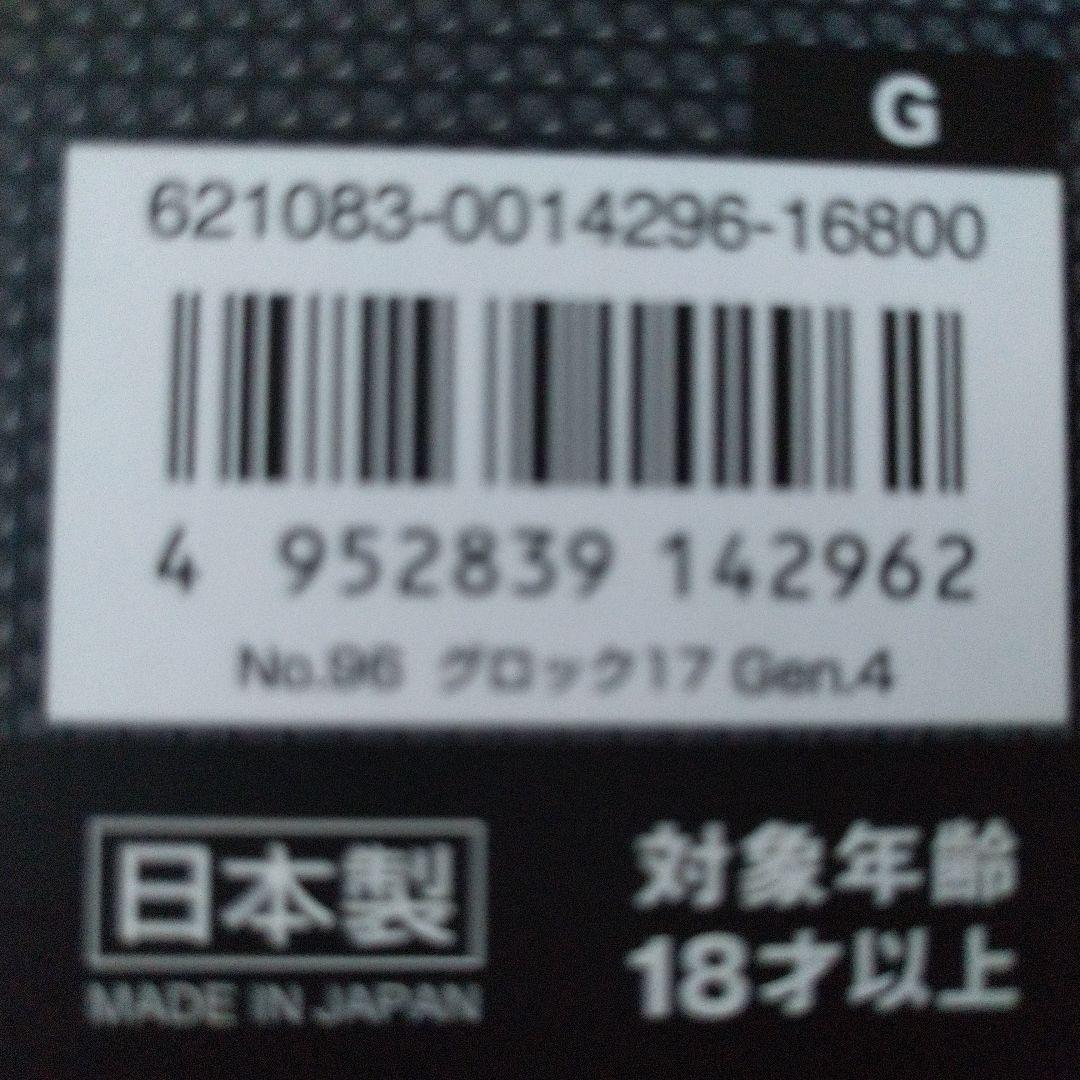 G
621083-0014296-16800
4 952839 142962
No.96 グロック17 Gen.4
日本製
MADE IN JAPAN
対象年齢
18才以上